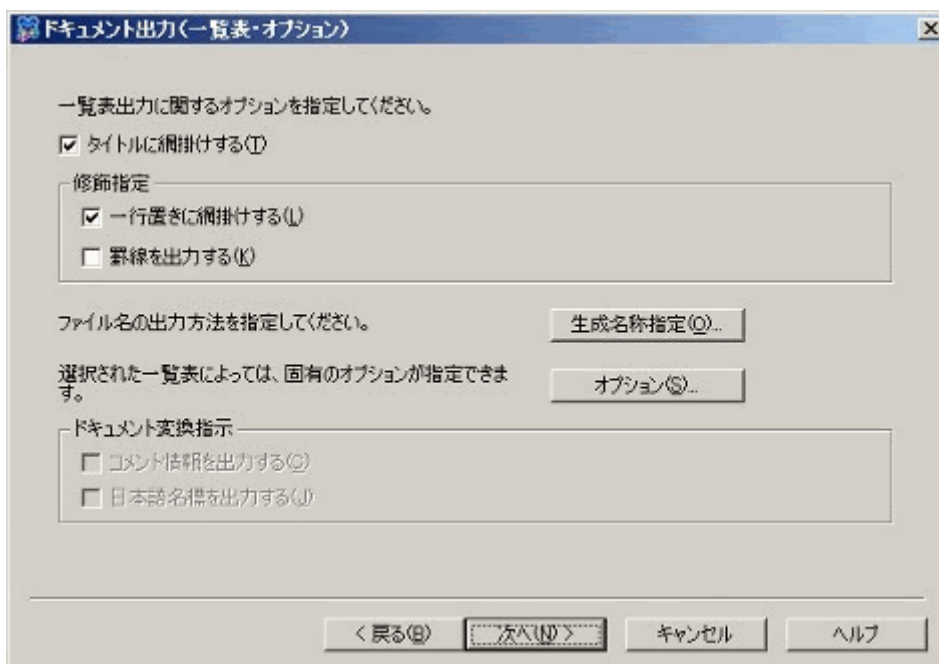 ドキュメント出力(一覧表・オプション)
一覧表出力に関するオプションを指定してください。
タイトルに網掛けする(T)
修飾指定
一行置きに網掛けする(L)
罫線を出力する(K)
ファイル名の出力方法を指定してください。
生成名称指定(O)...
選択された一覧表によっては、固有のオプションが指定できま
す。
オプション(S)...
ドキュメント変換指示
コメント情報を出力する(C)
日本語名標を出力する(J)
< 戻る(B)
次へ(N) >
キャンセル
ヘルプ